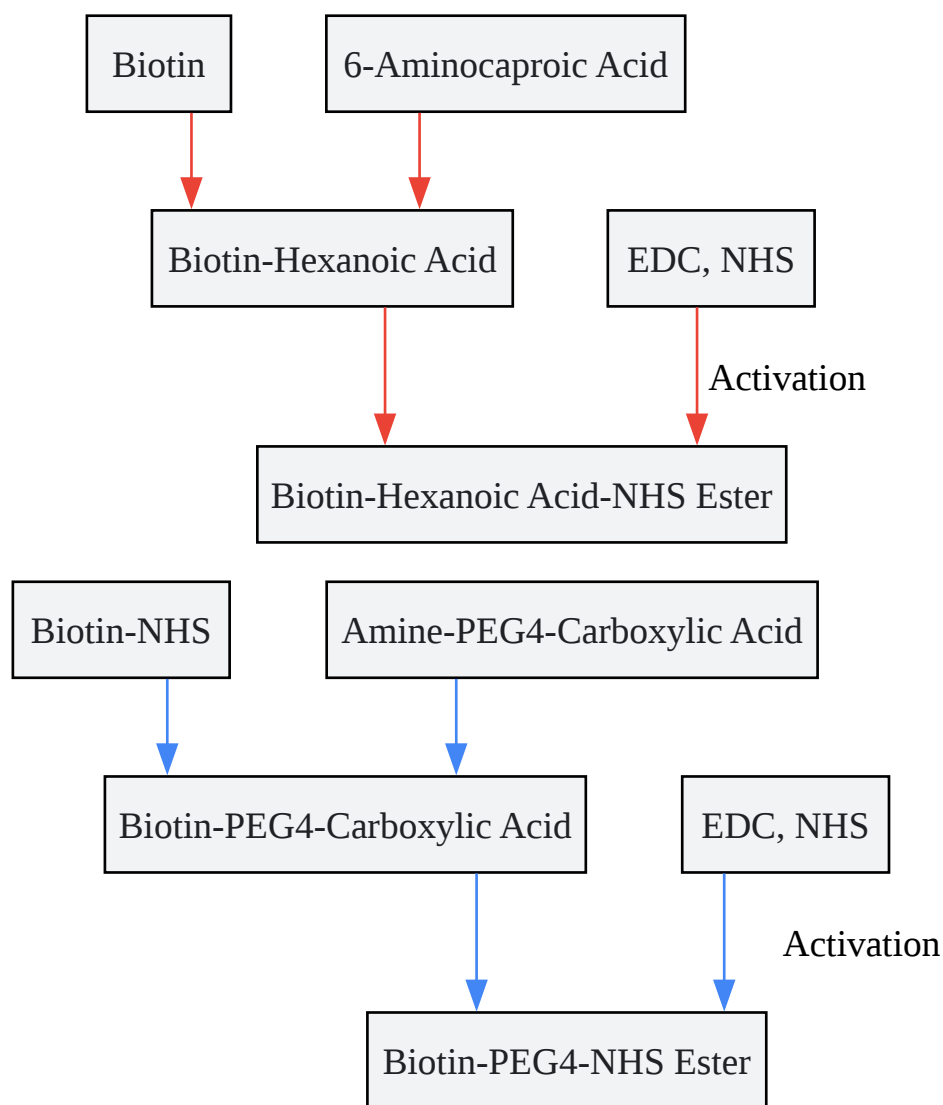 Biotin
6-Aminocaproic Acid
Biotin-Hexanoic Acid
EDC, NHS
Activation
Biotin-Hexanoic Acid-NHS Ester
Biotin-NHS
Amine-PEG4-Carboxylic Acid
Biotin-PEG4-Carboxylic Acid
EDC, NHS
Activation
Biotin-PEG4-NHS Ester